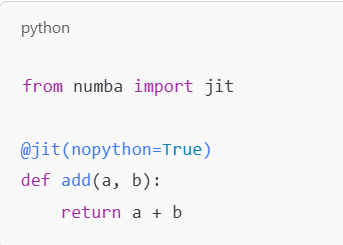 python
from numba import jit
@jit(nopython=True)
def add(a, b):
    return a + b